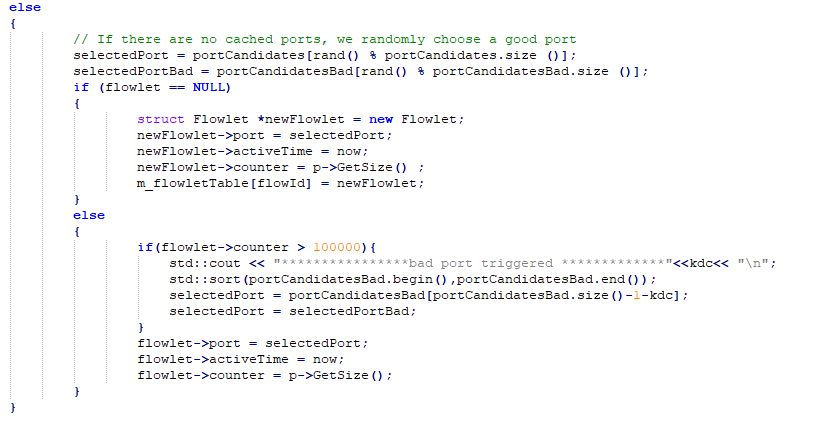 else
{
// If there are no cached ports, we randomly choose a good port
selectedPort = portCandidates[rand() % portCandidates.size ()];
selectedPortBad = portCandidatesBad[rand() % portCandidatesBad.size ()];
if (flowlet == NULL)
{
struct Flowlet *newFlowlet = new Flowlet;
newFlowlet->port = selectedPort;
newFlowlet->activeTime = now;
newFlowlet->counter = p->GetSize() ;
m_flowletTable[flowId] = newFlowlet;
}
else
{
if(flowlet->counter > 100000){
std::cout << "****************bad port triggered *************"<<kdc<< "\n";
std::sort(portCandidatesBad.begin(),portCandidatesBad.end());
selectedPort = portCandidatesBad[portCandidatesBad.size()-1-kdc];
selectedPort = selectedPortBad;
}
flowlet->port = selectedPort;
flowlet->activeTime = now;
flowlet->counter = p->GetSize();
}
}